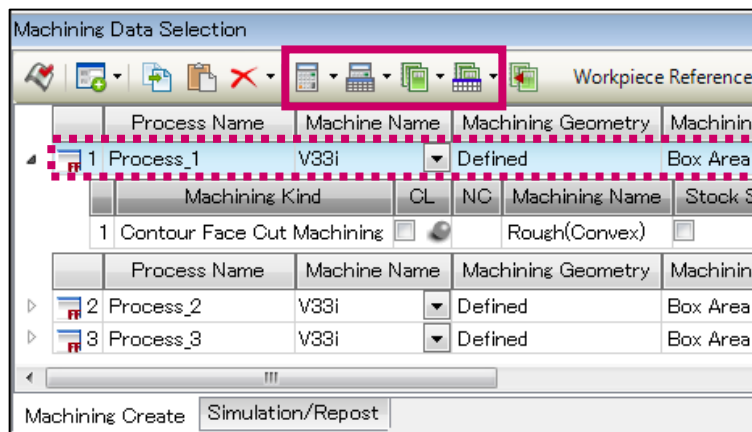 Machining Data Selection
Workpiece Reference
Process Name Machine Name Machining Geometry Machinin
1 Process_1 V33i Defined Box Area
Machining Kind CL NC Machining Name Stock S
1 Contour Face Cut Machining Rough(Convex)
Process Name Machine Name Machining Geometry Machinin
2 Process_2 V33i Defined Box Area
3 Process_3 V33i Defined Box Area
Machining Create Simulation/Repost